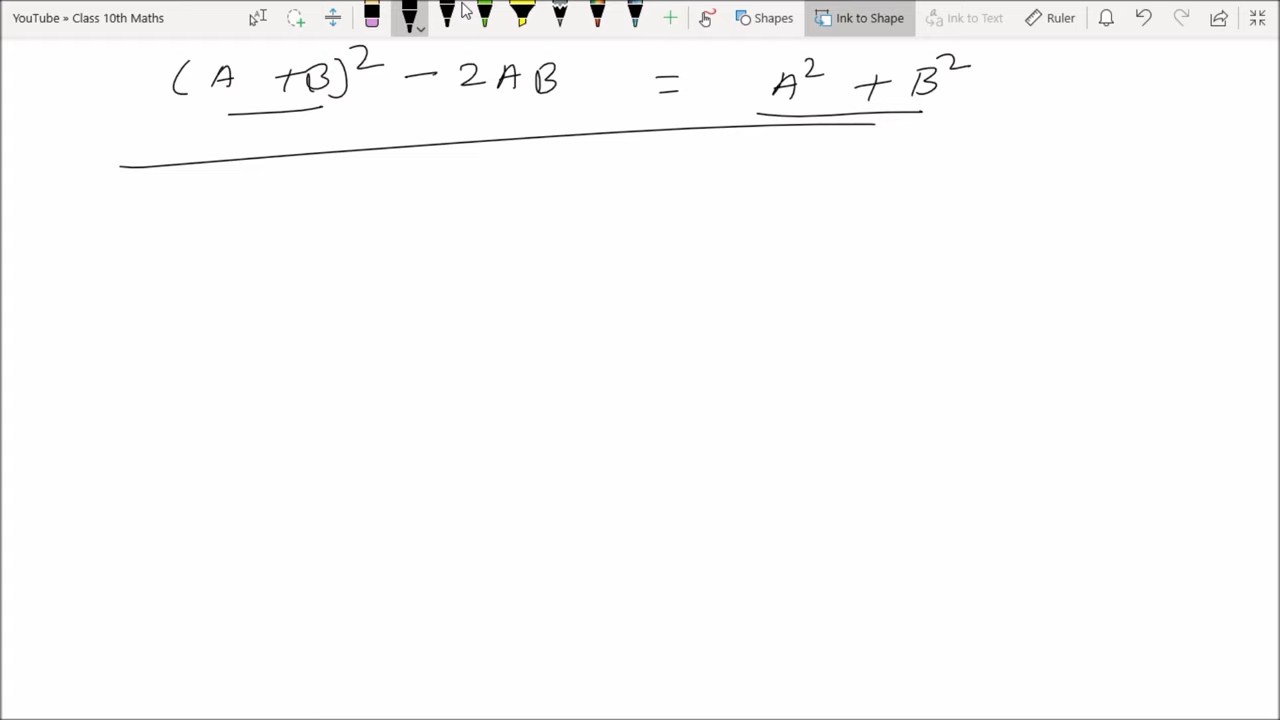 YouTube » Class 10th Maths Shapes Ink to Shape Ink to Text Ruler
(A +B)² - 2AB = A² + B²